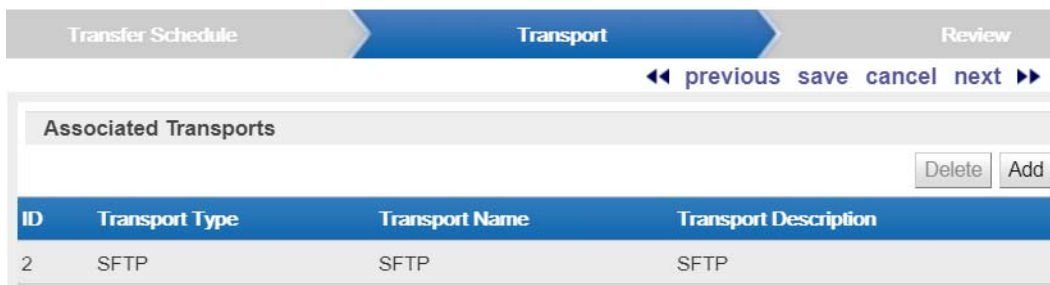 Transfer Schedule Transport Review
previous save cancel next
Associated Transports
Delete Add
ID Transport Type Transport Name Transport Description
2 SFTP SFTP SFTP